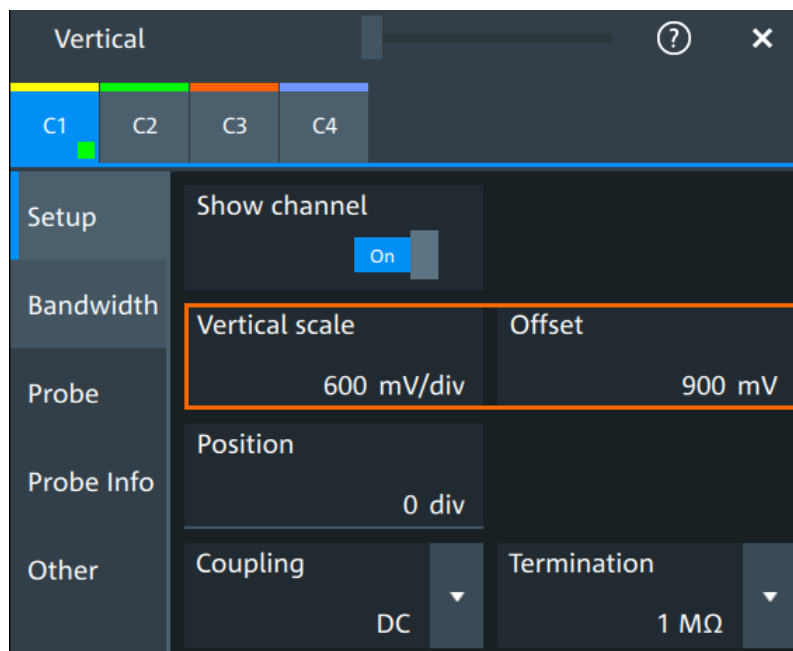 Vertical
?
×
C1
C2
C3
C4
Setup
Show channel
On
Bandwidth
Vertical scale
Offset
600 mV/div
900 mV
Probe
Position
Probe Info
0 div
Other
Coupling
Termination
DC
1 MΩ